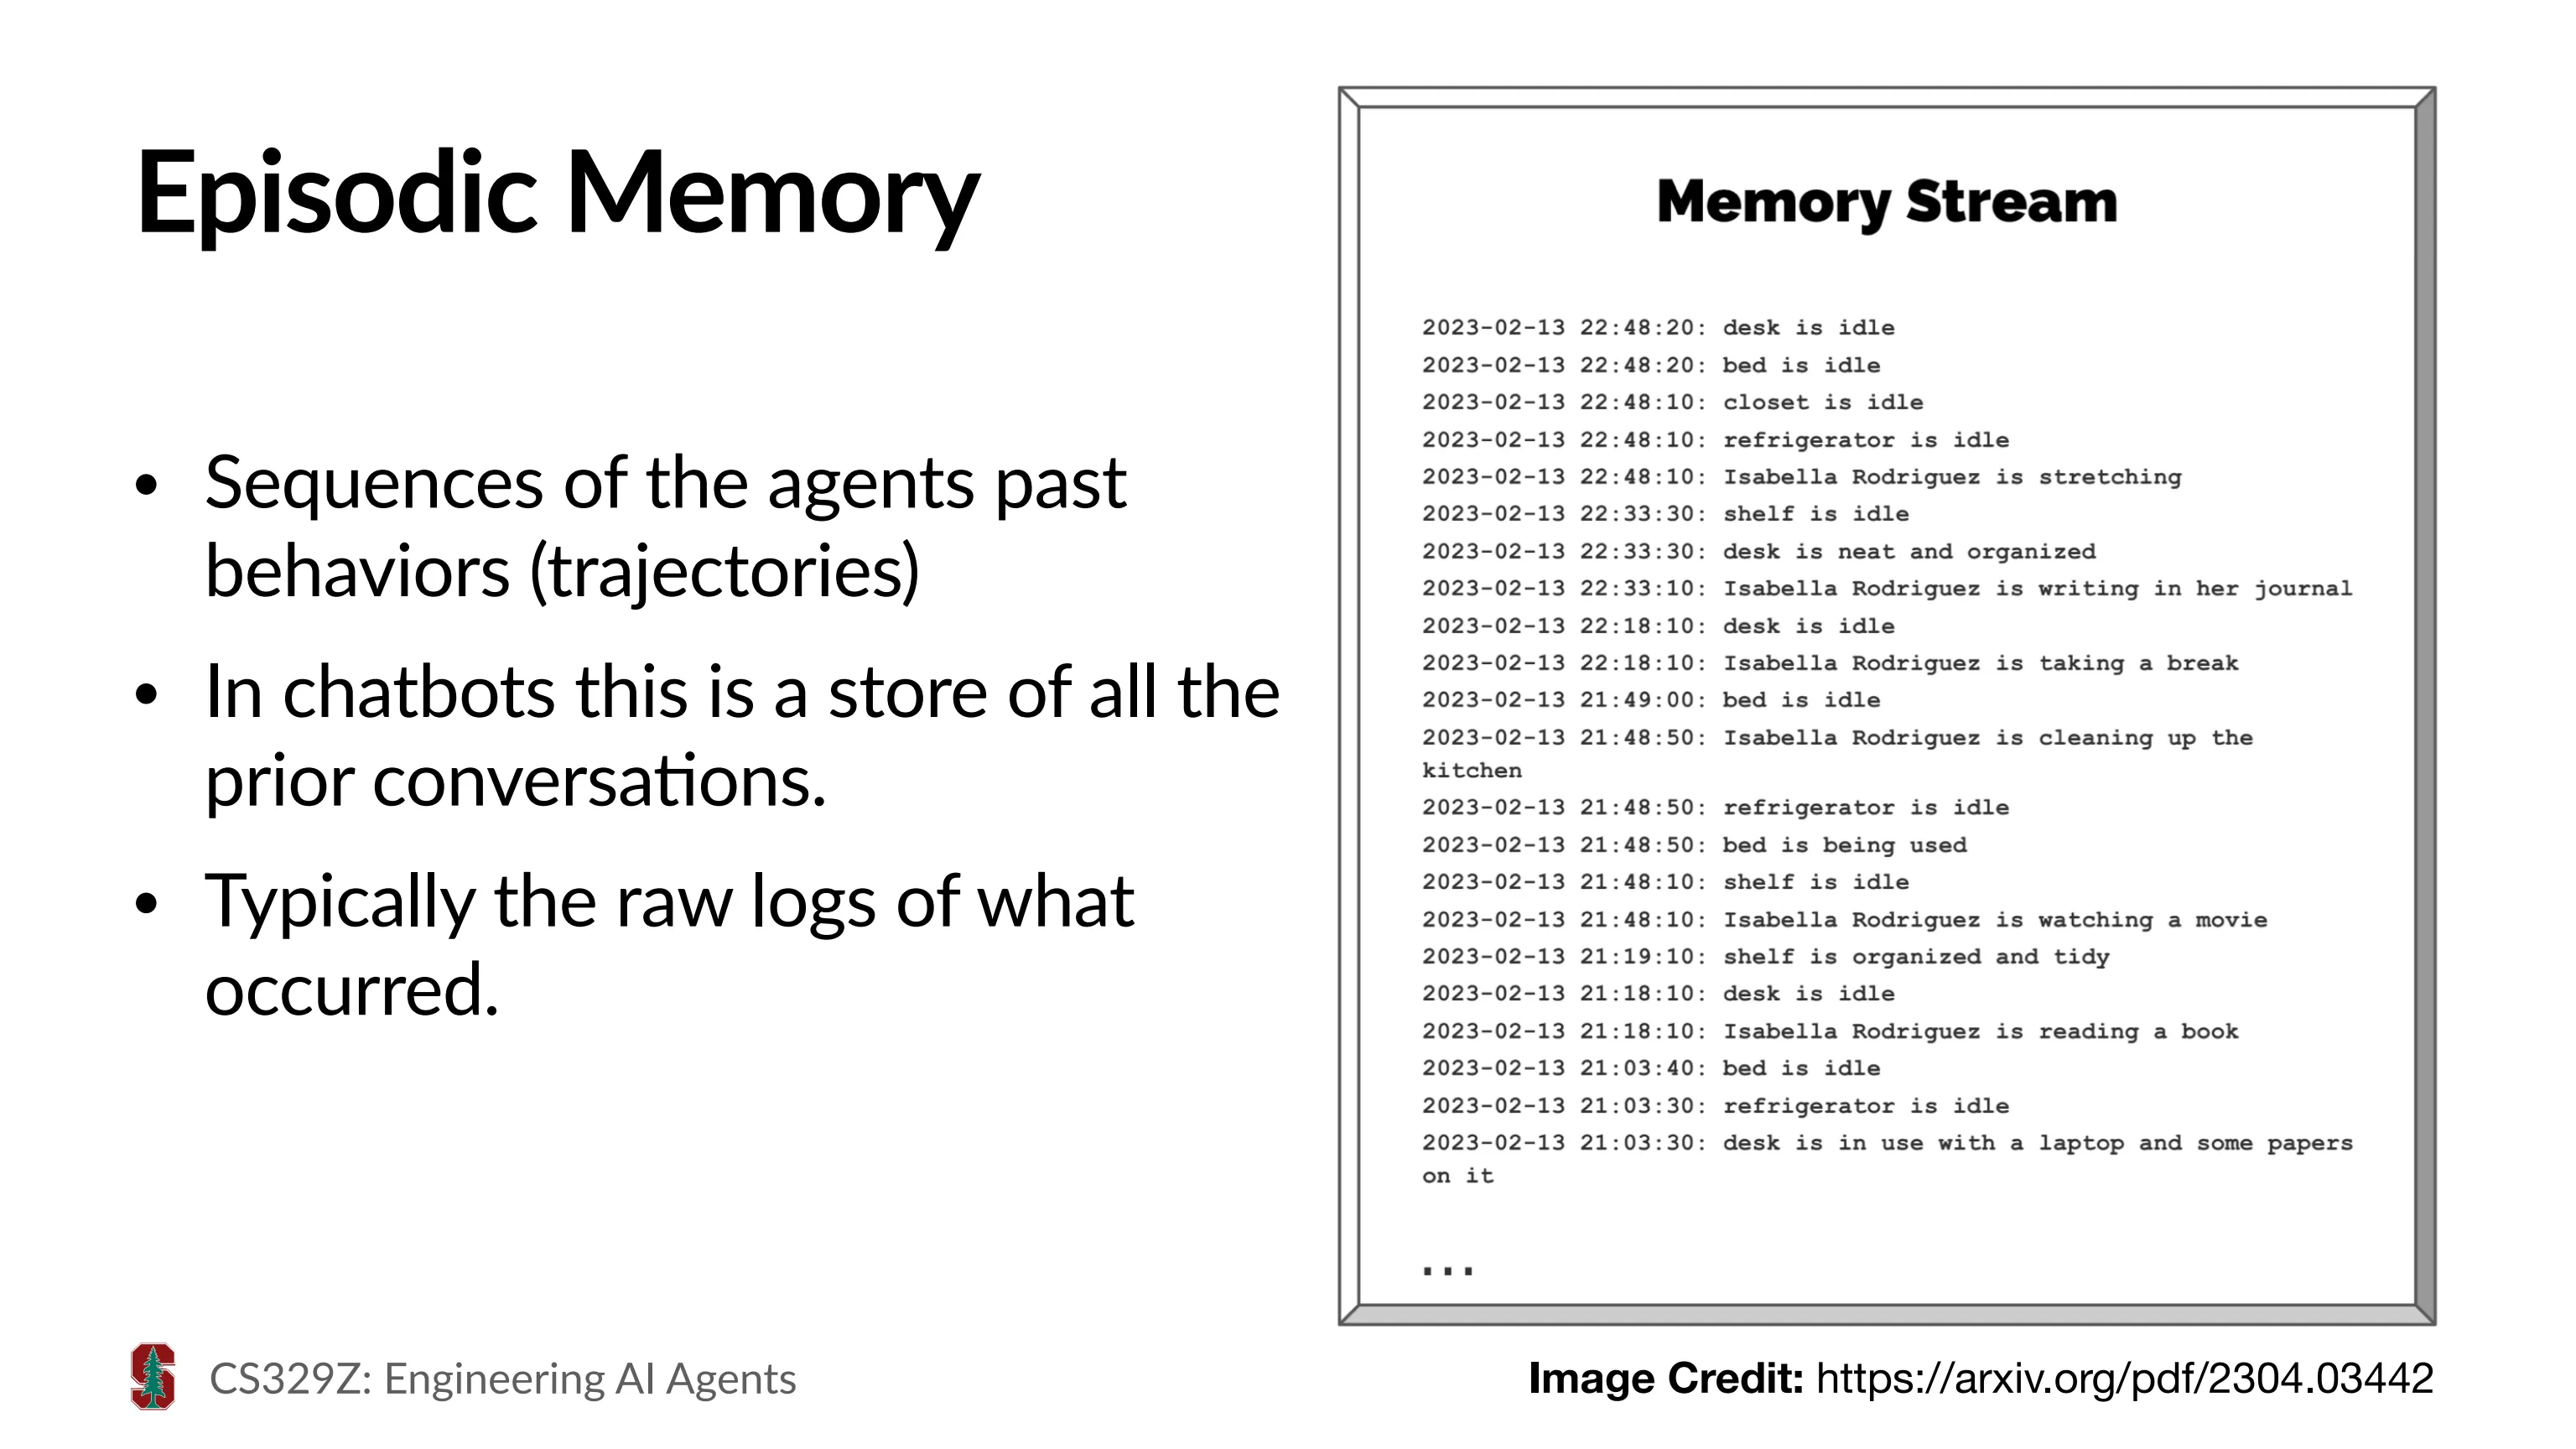 Episodic Memory
• Sequences of the agents past
behaviors (trajectories)
• In chatbots this is a store of all the
prior conversations.
• Typically the raw logs of what
occurred.
Memory Stream
2023-02-13 22:48:20: desk is idle
2023-02-13 22:48:20: bed is idle
2023-02-13 22:48:10: closet is idle
2023-02-13 22:48:10: refrigerator is idle
2023-02-13 22:48:10: Isabella Rodriguez is stretching
2023-02-13 22:33:30: shelf is idle
2023-02-13 22:33:30: desk is neat and organized
2023-02-13 22:33:10: Isabella Rodriguez is writing in her journal
2023-02-13 22:18:10: desk is idle
2023-02-13 22:18:10: Isabella Rodriguez is taking a break
2023-02-13 21:49:00: bed is idle
2023-02-13 21:48:50: Isabella Rodriguez is cleaning up the
kitchen
2023-02-13 21:48:50: refrigerator is idle
2023-02-13 21:48:50: bed is being used
2023-02-13 21:48:10: shelf is idle
2023-02-13 21:48:10: Isabella Rodriguez is watching a movie
2023-02-13 21:19:10: shelf is organized and tidy
2023-02-13 21:18:10: desk is idle
2023-02-13 21:18:10: Isabella Rodriguez is reading a book
2023-02-13 21:03:40: bed is idle
2023-02-13 21:03:30: refrigerator is idle
2023-02-13 21:03:30: desk is in use with a laptop and some papers
on it
...
CS329Z: Engineering AI Agents
Image Credit: https://arxiv.org/pdf/2304.03442